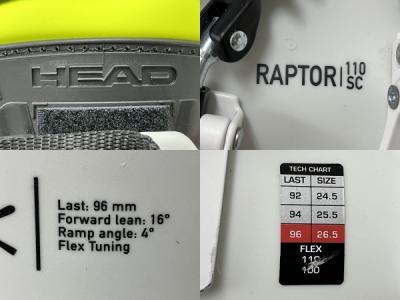 HEAD
RAPTOR 110
SC
Last: 96 mm
Forward lean: 16°
Ramp angle: 4°
Flex Tuning
TECH CHART
LAST SIZE
92 24.5
94 25.5
96 26.5
FLEX
110
100